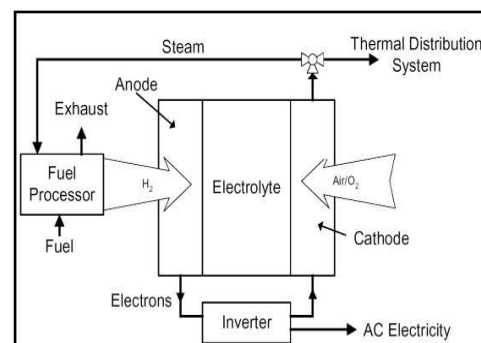 Steam
Thermal Distribution
System
Anode
Exhaust
Fuel
Processor
H2
Electrolyte
Air/O2
Fuel
Cathode
Electrons
Inverter
AC Electricity